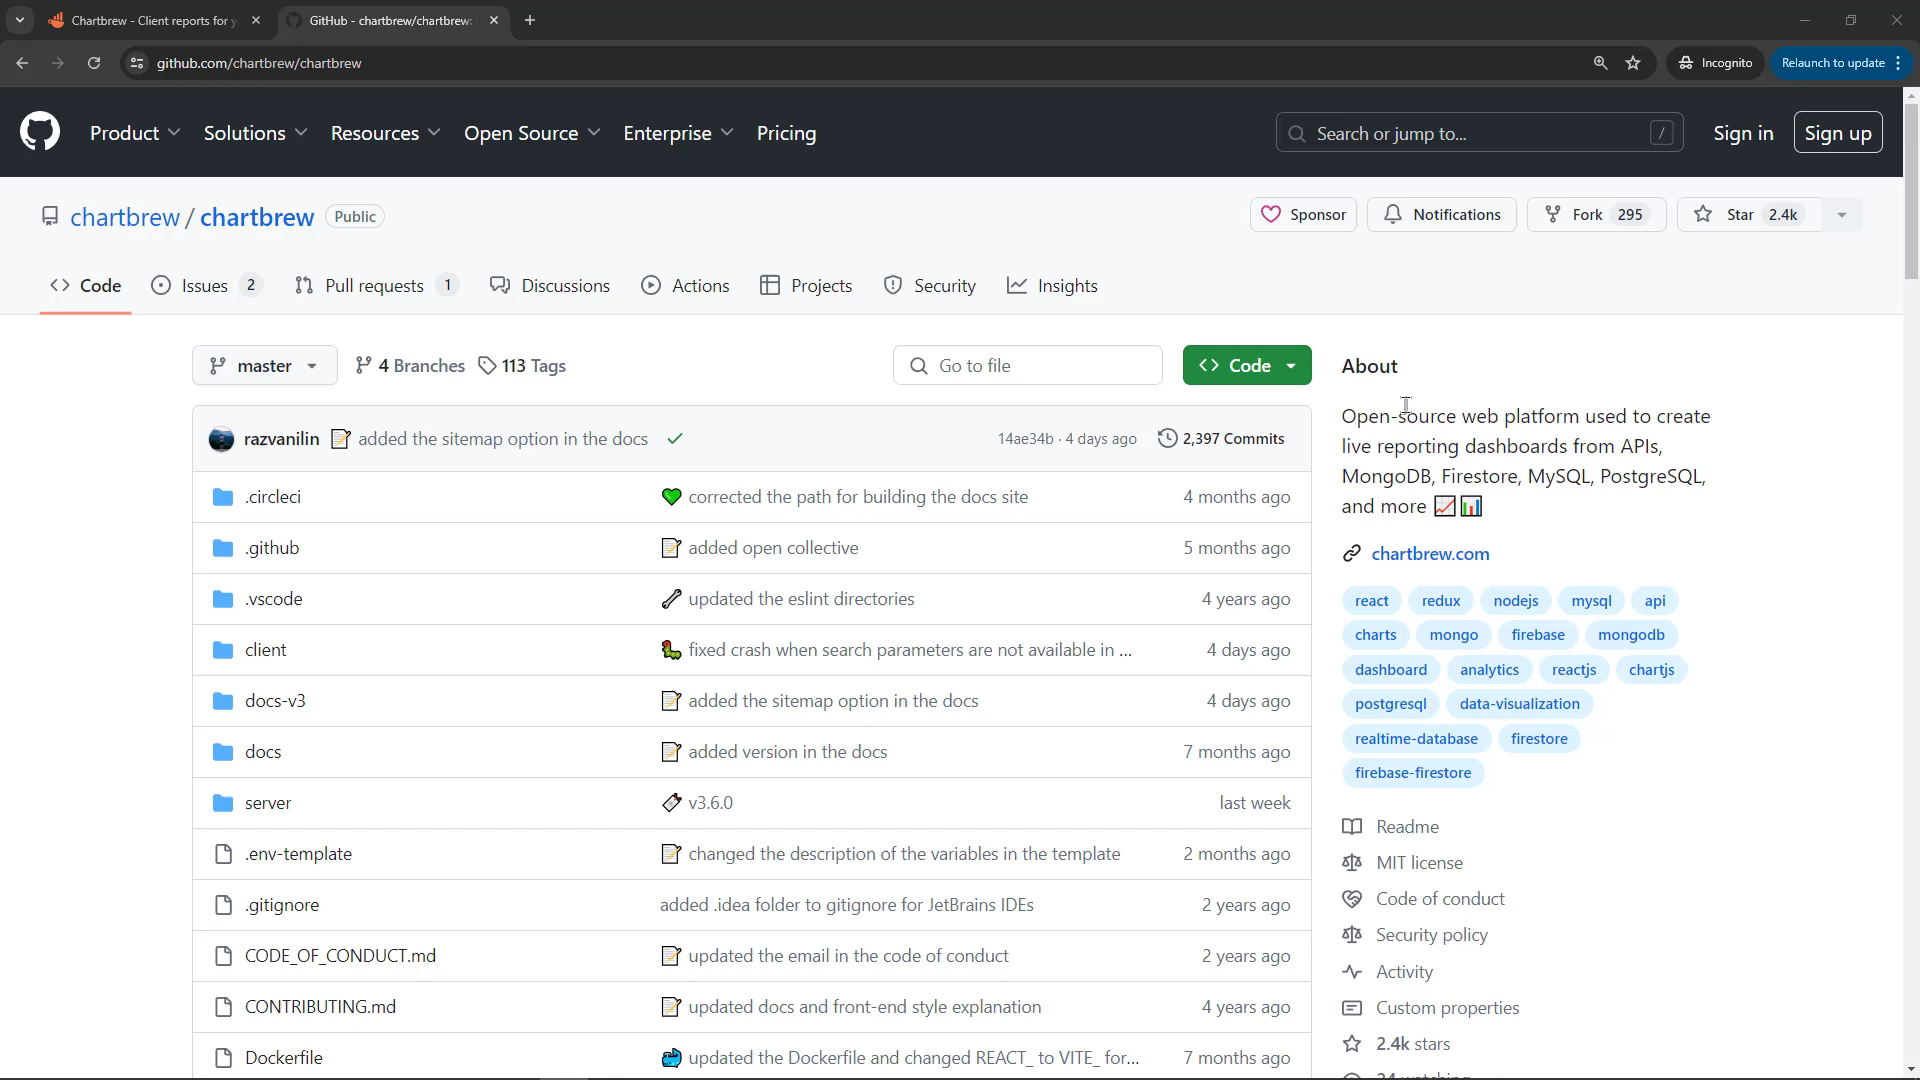 Chartbrew - Client reports for y
GitHub - chartbrew/chartbrew:
github.com/chartbrew/chartbrew
Incognito
Relaunch to update
Product
Solutions
Resources
Open Source
Enterprise
Pricing
Search or jump to...
/
Sign in
Sign up
chartbrew / chartbrew
Public
Sponsor
Notifications
Fork 295
Star 2.4k
Code
Issues 2
Pull requests 1
Discussions
Actions
Projects
Security
Insights
master
4 Branches
113 Tags
Go to file
Code
razvanilin
added the sitemap option in the docs
14ae34b · 4 days ago
2,397 Commits
.circleci
corrected the path for building the docs site
4 months ago
.github
added open collective
5 months ago
.vscode
updated the eslint directories
4 years ago
client
fixed crash when search parameters are not available in ...
4 days ago
docs-v3
added the sitemap option in the docs
4 days ago
docs
added version in the docs
7 months ago
server
v3.6.0
last week
.env-template
changed the description of the variables in the template
2 months ago
.gitignore
added .idea folder to gitignore for JetBrains IDEs
2 years ago
CODE_OF_CONDUCT.md
updated the email in the code of conduct
2 years ago
CONTRIBUTING.md
updated docs and front-end style explanation
4 years ago
Dockerfile
updated the Dockerfile and changed REACT_ to VITE_ for...
7 months ago
About
Open-source web platform used to create
live reporting dashboards from APIs,
MongoDB, Firestore, MySQL, PostgreSQL,
and more
chartbrew.com
react redux nodejs mysql api
charts mongo firebase mongodb
dashboard analytics reactjs chartjs
postgresql data-visualization
realtime-database firestore
firebase-firestore
Readme
MIT license
Code of conduct
Security policy
Activity
Custom properties
2.4k stars